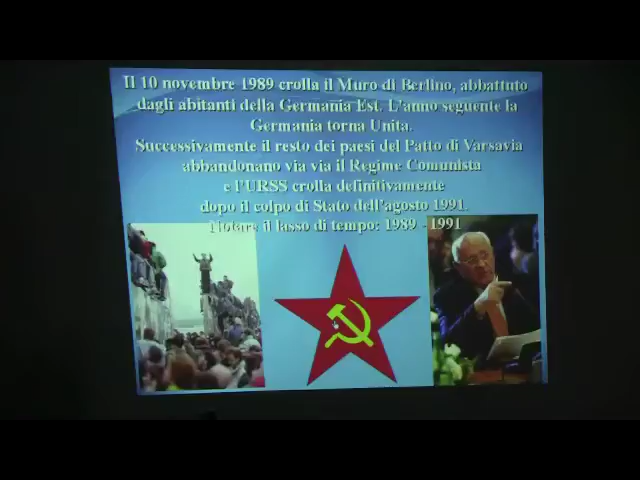 Il 10 novembre 1989 crolla il Muro di Berlino, abbattuto
dagli abitanti della Germania Est. L'anno seguente la
Germania torna Unita.
Successivamente il resto dei paesi del Patto di Varsavia
abbandonano via via il Regime Comunista
e l'URSS crolla definitivamente
dopo il colpo di Stato dell'agosto 1991.
Notare il lasso di tempo: 1989 - 1991